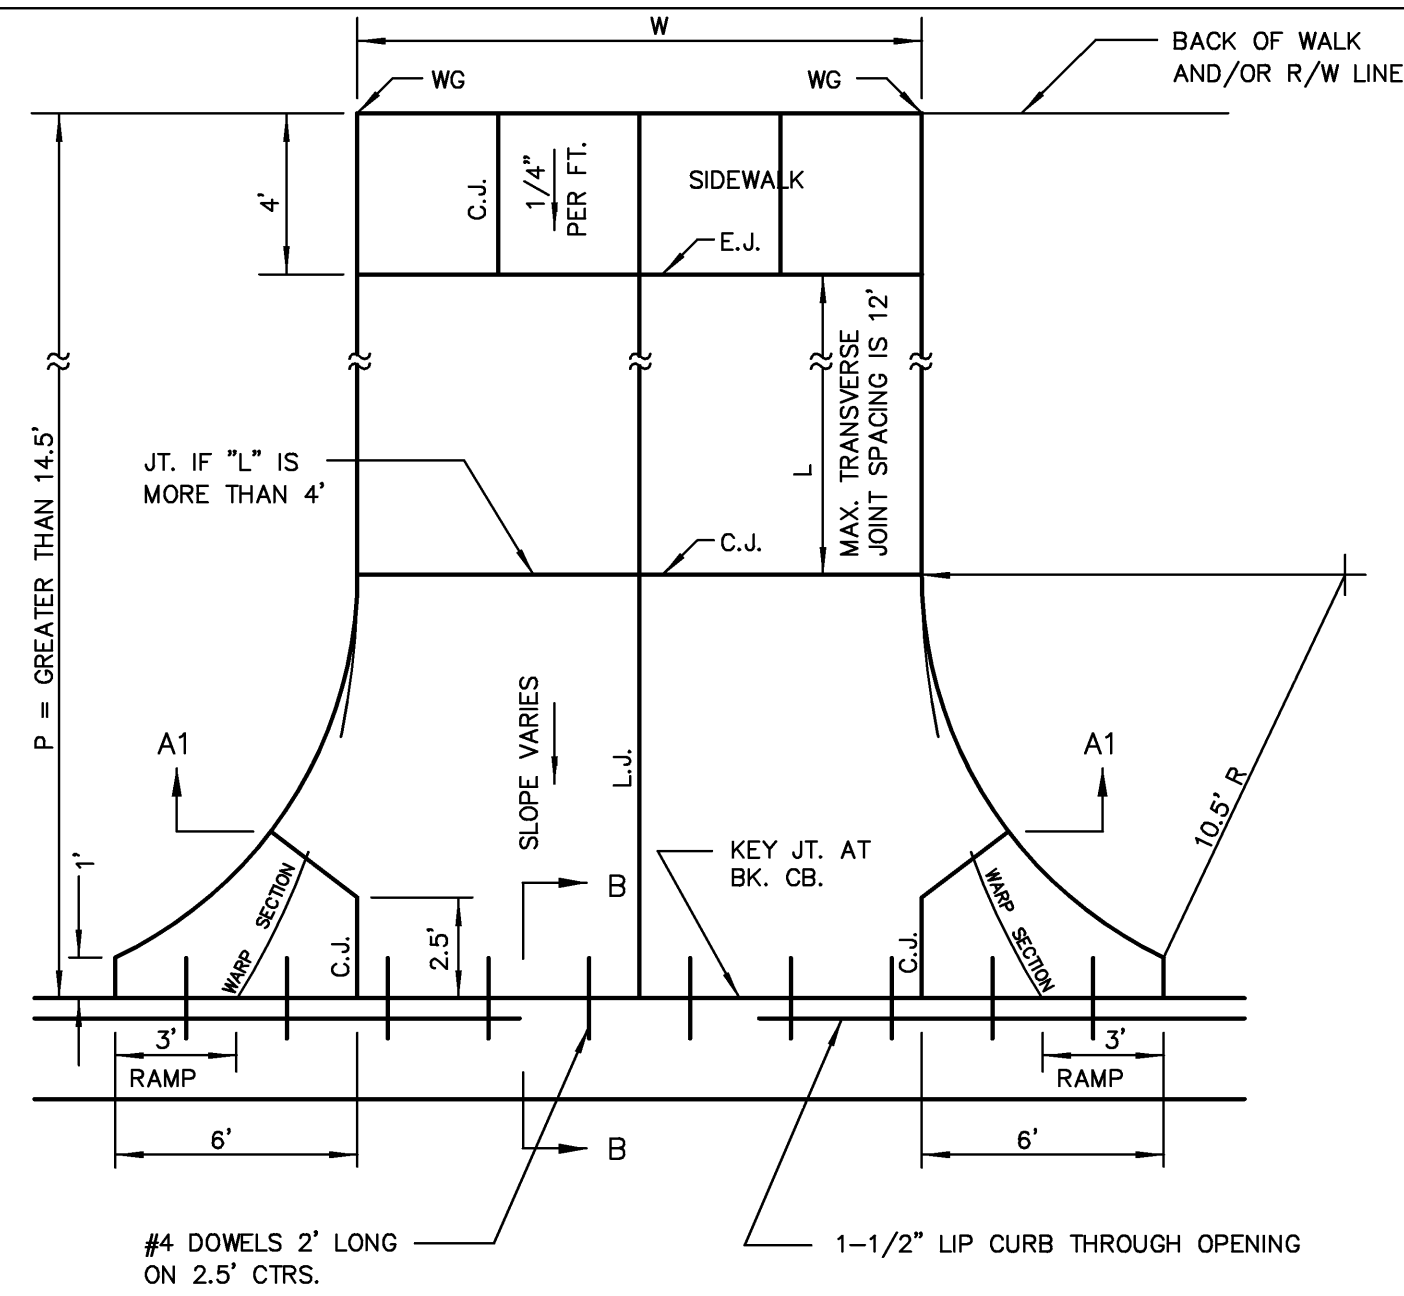 W
BACK OF WALK
AND/OR R/W LINE
WG
WG
4'
C.J.
1/4"
PER FT.
SIDEWALK
E.J.
MAX. TRANSVERSE
JOINT SPACING IS 12'
L
P = GREATER THAN 14.5'
JT. IF "L" IS
MORE THAN 4'
C.J.
SLOPE VARIES
L.J.
A1
A1
10.5' R
1'
KEY JT. AT
BK. CB.
B
WARP SECTION
C.J.
2.5'
C.J.
WARP SECTION
3'
RAMP
3'
RAMP
6'
B
6'
#4 DOWELS 2' LONG
ON 2.5' CTRS.
1-1/2" LIP CURB THROUGH OPENING